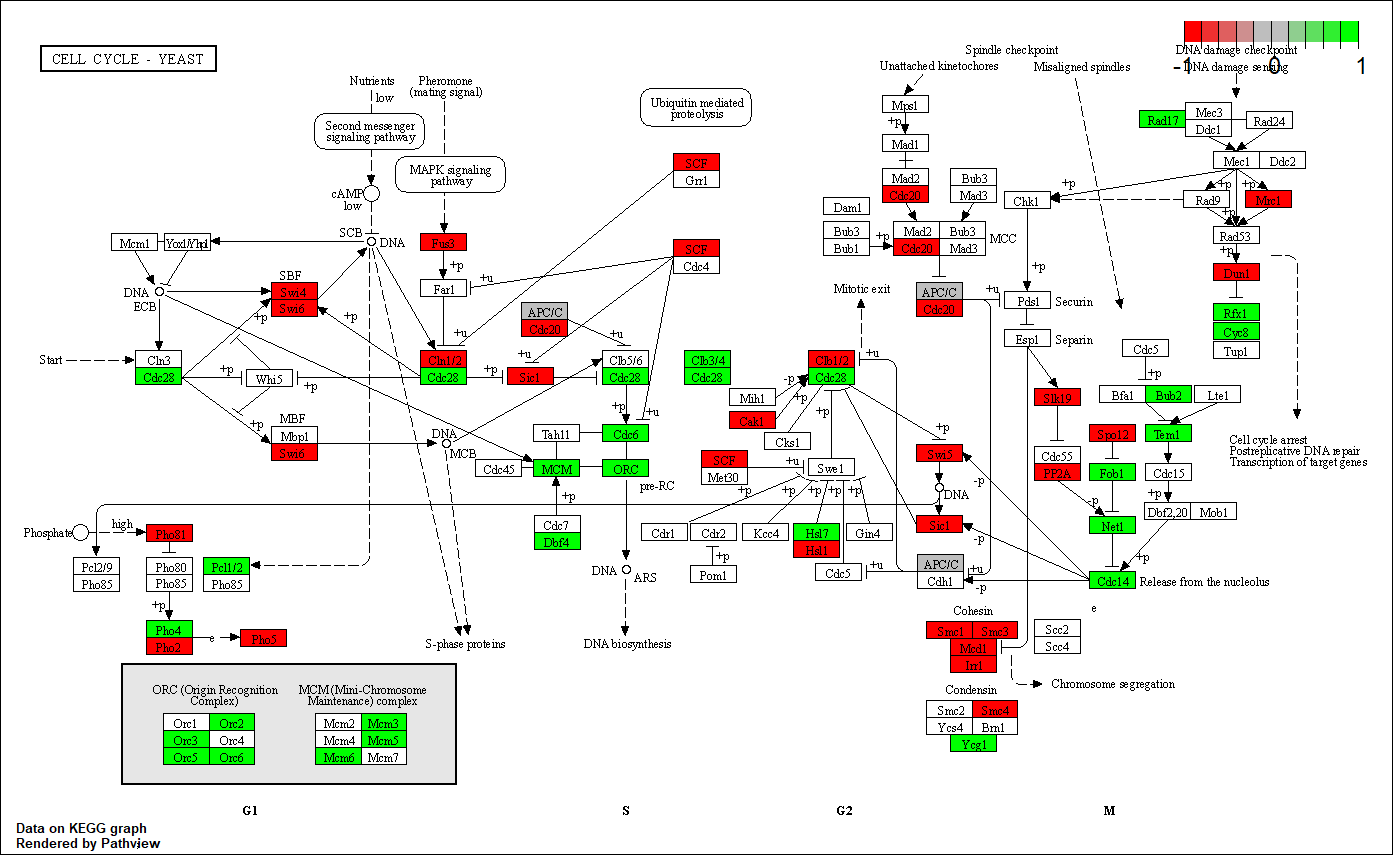 CELL CYCLE - YEAST
-1 0 1
Nutrients
low
Pheromone
(mating signal)
Second messenger
signaling pathway
MAPK signaling
pathway
cAMP
low
Ubiquitin mediated
proteolysis
SCF
Grr1
Spindle checkpoint
Unattached kinetochores
Misaligned spindles
DNA damage checkpoint
DNA damage sensing
Mps1
+p
Mad1
Mad2
Cdc20
Bub3
Mad3
Dam1
Bub3
Bub1
+p
Mad2
Cdc20
Bub3
Mad3
MCC
Rad17
Mec3
Ddc1
Rad24
Mec1
Ddc2
+p
+p
+p
Chk1
Rad9
Mrc1
+p
Rad53
+p
Dun1
Rfx1
Cyc8
Tup1
Cell cycle arrest
Postreplicative DNA repair
Transcription of target genes
Mcm1
Yox1/Yhp1
SCB
DNA
Fus3
+p
Far1
SCF
Cdc4
+u
DNA
ECB
SBF
Swi4
Swi6
+p
+p
APC/C
Cdc20
+u
+u
+u
Start
Cln3
Cdc28
+p
Whi5
+p
Cln1/2
Cdc28
+p
Sic1
Clb5/6
Cdc28
Clb3/4
Cdc28
+p
MBF
Mbp1
Swi6
DNA
MCB
+p
+u
Tah11
Cdc6
Cdc45
MCM
ORC
pre-RC
+p
Cdc7
Dbf4
DNA
ARS
DNA biosynthesis
S-phase proteins
Mitotic exit
APC/C
Cdc20
+u
+p
Pds1
Securin
Esp1
Separin
Clb1/2
Cdc28
+u
-p
+p
Mih1
Cak1
Cks1
SCF
Met30
+u
Swe1
+p
+p
+p
+p
+p
Cdr1
Cdr2
+p
Pom1
Kcc4
Hsl7
Hsl1
Gin4
Cdc5
+u
+p
Swi5
-p
DNA
Sic1
-p
APC/C
Cdh1
+u
-p
Slk19
Cdc55
PP2A
-p
Spo12
Fob1
Net1
Cdc14
Release from the nucleolus
e
Cdc5
+p
Bfa1
Bub2
Lte1
Tem1
Cdc15
+p
Dbf2,20
Mob1
+p
Phosphate
high
Pho81
Pcl2/9
Pho85
Pho80
Pho85
Pcl1/2
Pho85
+p
Pho4
Pho2
e
Pho5
Cohesin
Smc1
Smc3
Mcd1
Irr1
Scc2
Scc4
Chromosome segregation
Condensin
Smc2
Smc4
Ycs4
Brn1
Ycg1
ORC (Origin Recognition
Complex)
Orc1 Orc2
Orc3 Orc4
Orc5 Orc6
MCM (Mini-Chromosome
Maintenance) complex
Mcm2 Mcm3
Mcm4 Mcm5
Mcm6 Mcm7
G1
S
G2
M
Data on KEGG graph
Rendered by Pathview